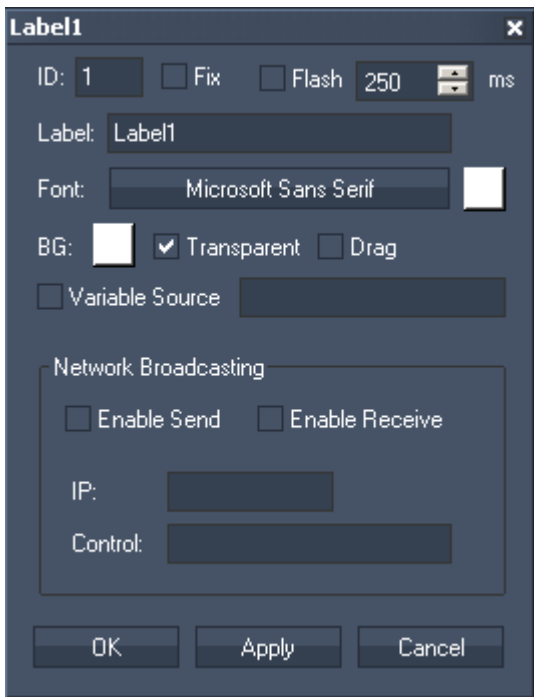 Label1
ID: 1 Fix Flash 250 ms
Label: Label1
Font: Microsoft Sans Serif
BG: Transparent Drag
Variable Source
Network Broadcasting
Enable Send Enable Receive
IP:
Control:
OK Apply Cancel